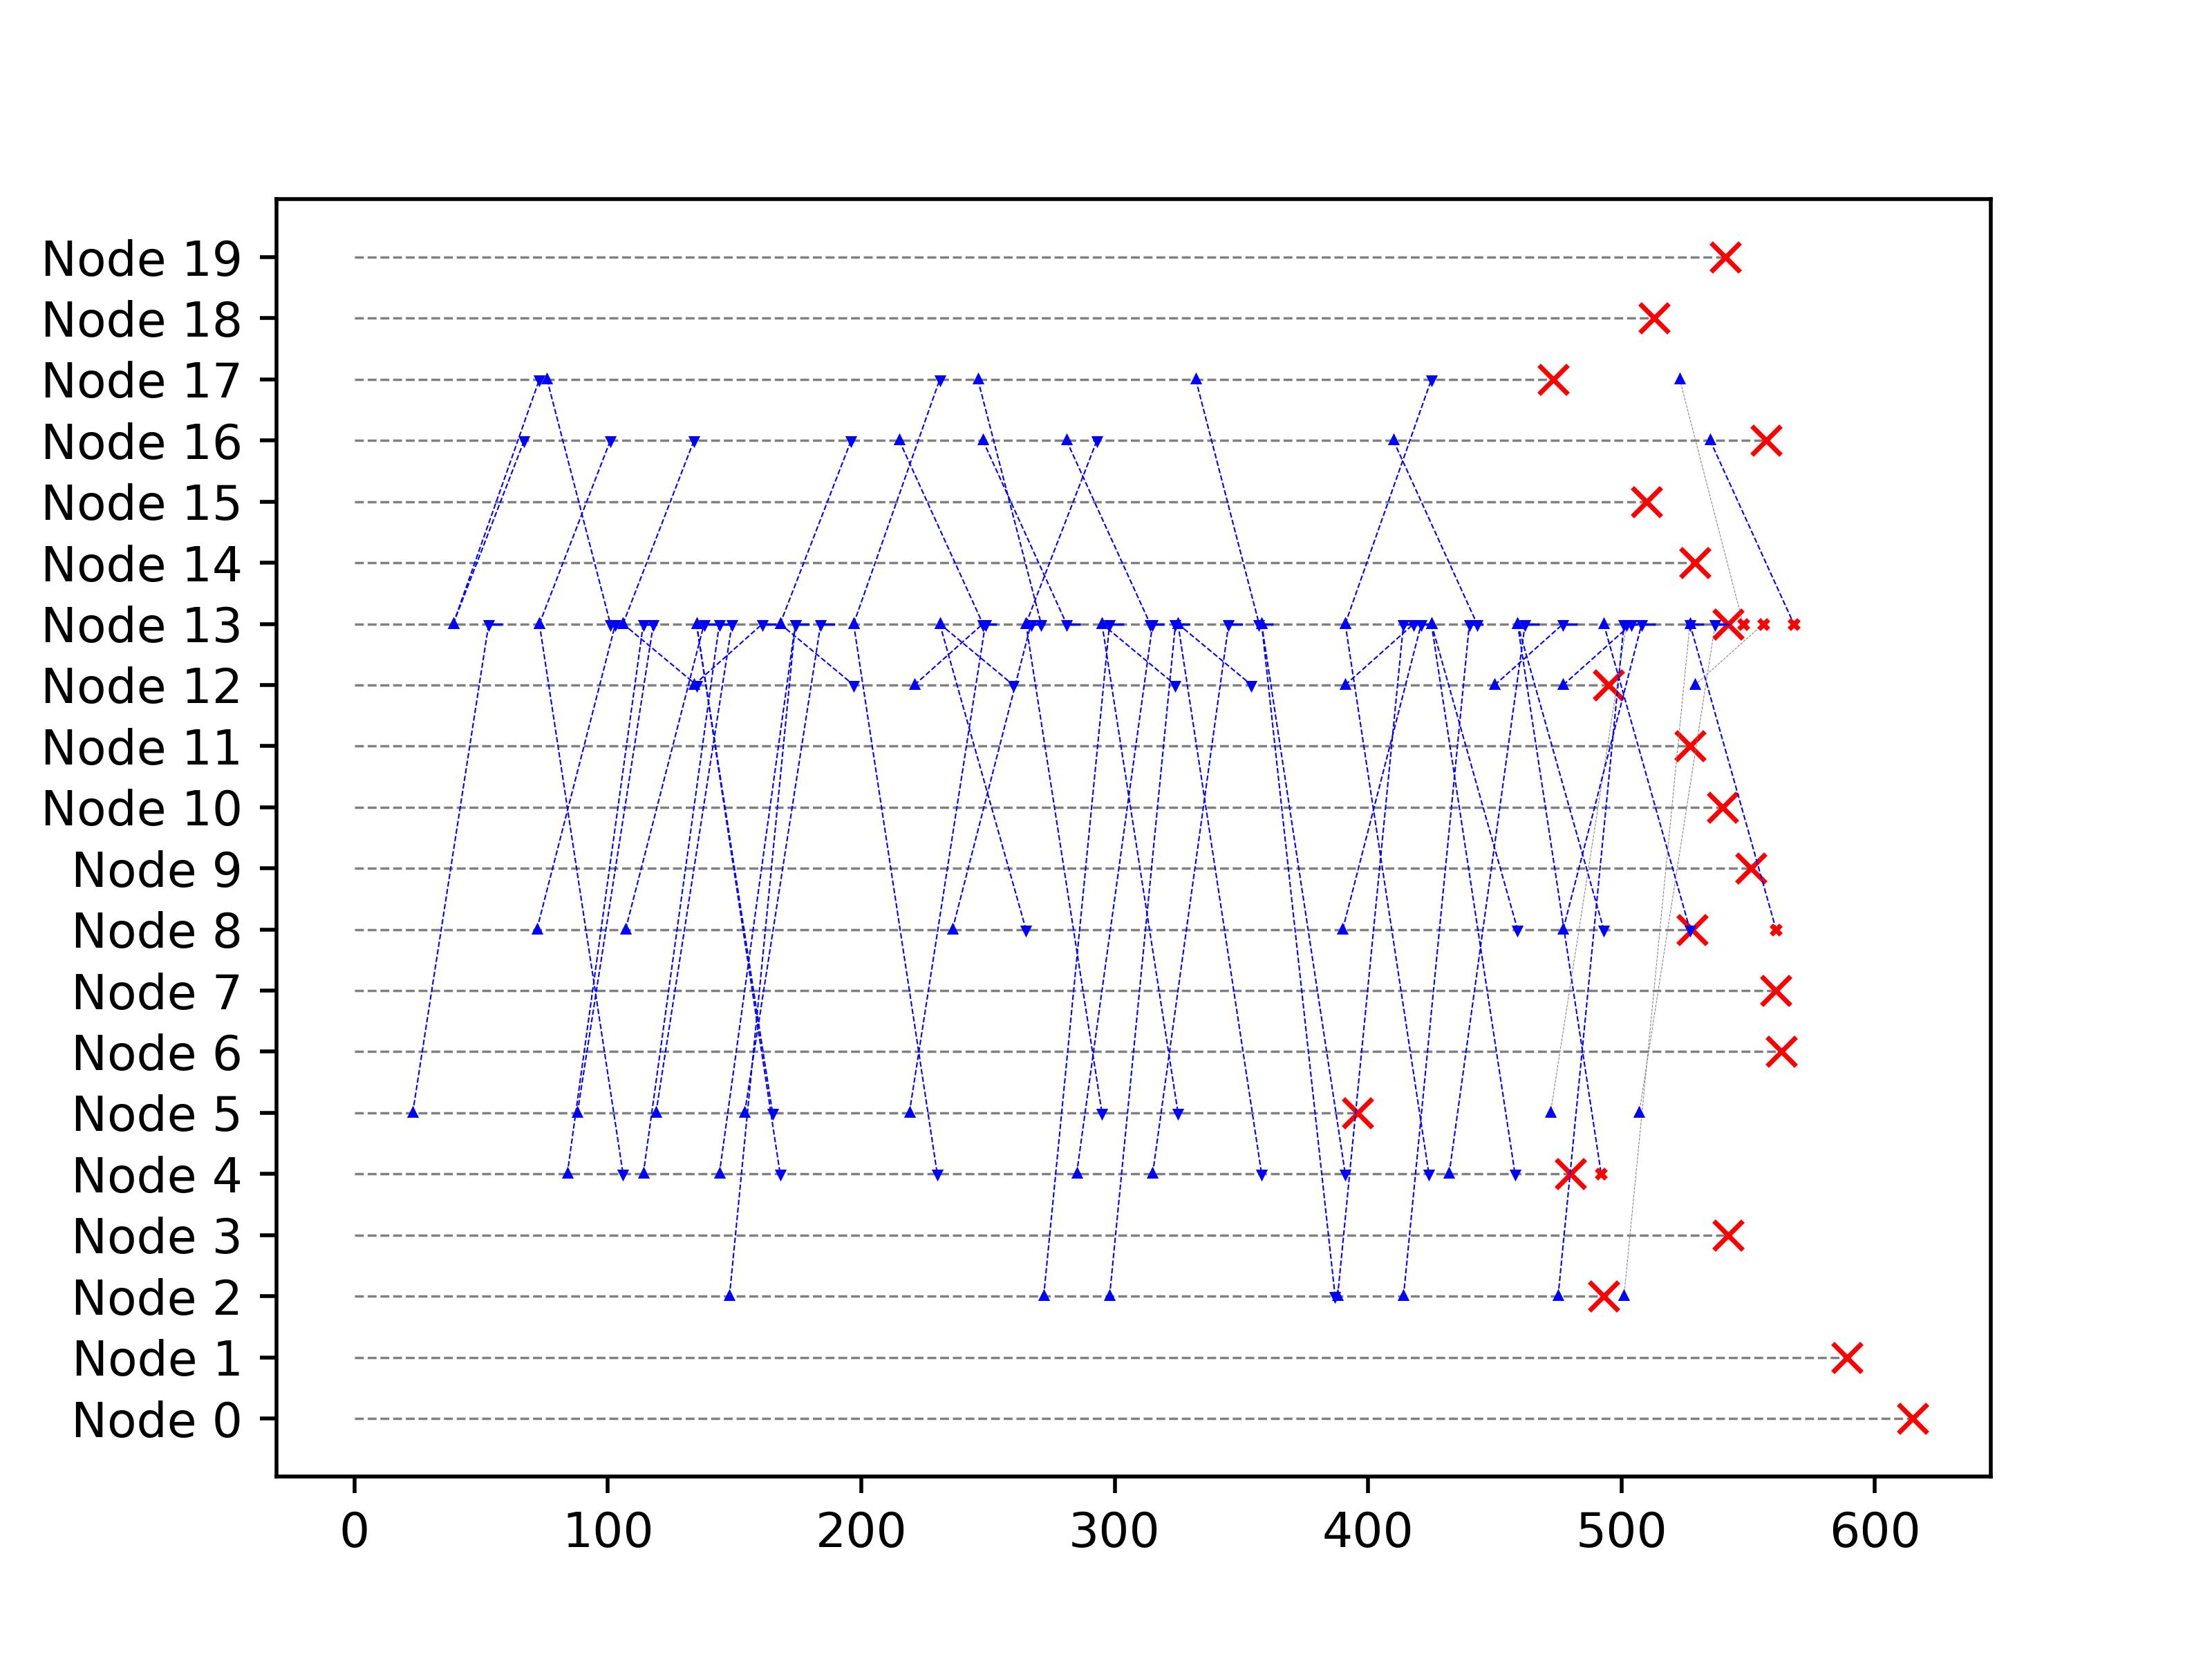 Node 19
Node 18
Node 17
Node 16
Node 15
Node 14
Node 13
Node 12
Node 11
Node 10
Node 9
Node 8
Node 7
Node 6
Node 5
Node 4
Node 3
Node 2
Node 1
Node 0
0 100 200 300 400 500 600